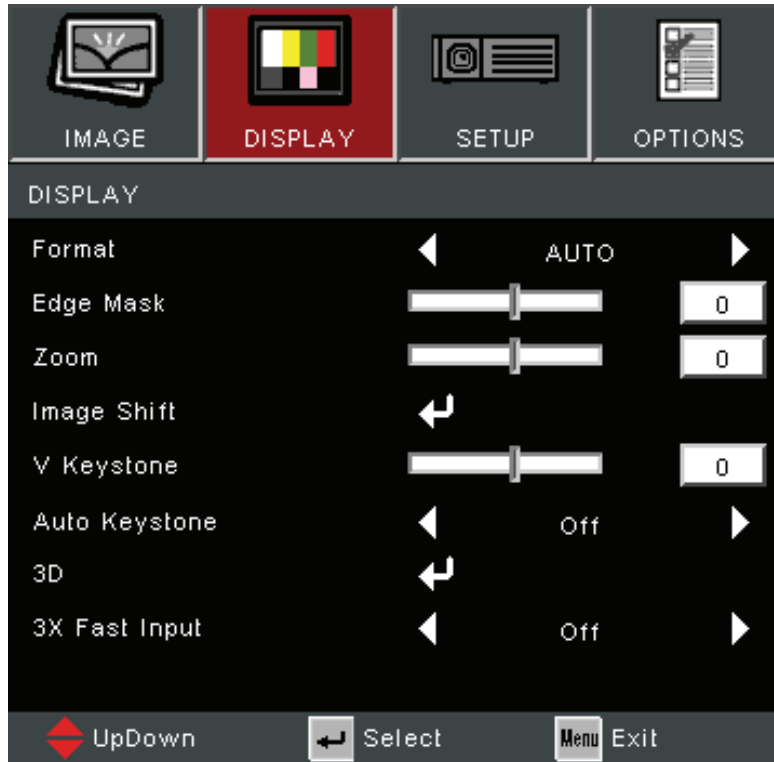 IMAGE DISPLAY SETUP OPTIONS
DISPLAY
Format AUTO
Edge Mask 0
Zoom 0
Image Shift
V Keystone 0
Auto Keystone Off
3D
3X Fast Input Off
UpDown Select Menu Exit